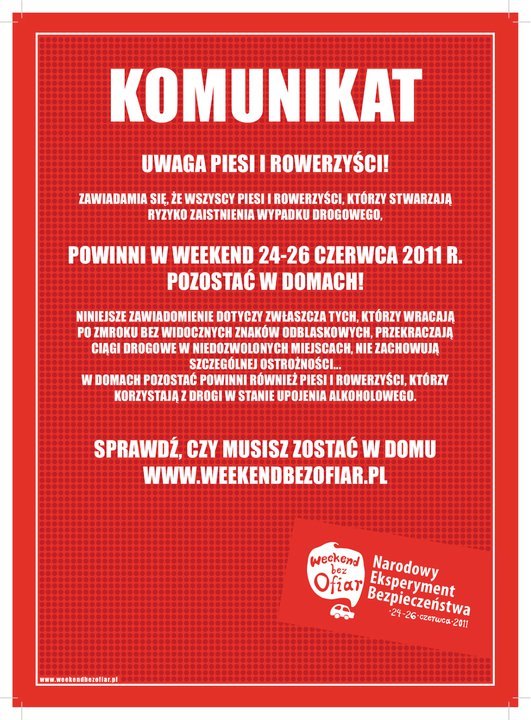 KOMUNIKAT
UWAGA PIESI I ROWERZYŚCI!
ZAWIADAMIA SIĘ, ŻE WSZYSCY PIESI I ROWERZYŚCI, KTÓRZY STWARZAJĄ
RYZYKO ZAISTNIENIA WYPADKU DROGOWEGO,
POWINNI W WEEKEND 24-26 CZERWCA 2011 R.
POZOSTAĆ W DOMACH!
NINIEJSZE ZAWIADOMIENIE DOTYCZY ZWŁASZCZA TYCH, KTÓRZY WRACAJĄ
PO ZMROKU BEZ WIDOCZNYCH ZNAKÓW ODBLASKOWYCH, PRZEKRACZAJĄ
CIĄGI DROGOWE W NIEDOZWOLONYCH MIEJSCACH, NIE ZACHOWUJĄ
SZCZEGÓLNEJ OSTROŻNOŚCI...
W DOMACH POZOSTAĆ POWINNI RÓWNIEŻ PIESI I ROWERZYŚCI, KTÓRZY
KORZYSTAJĄ Z DROGI W STANIE UPOJENIA ALKOHOLOWEGO.
SPRAWDŹ, CZY MUSISZ ZOSTAĆ W DOMU
WWW.WEEKENDBEZOFIAR.PL
weekend
bez
Ofiar
Narodowy
Eksperyment
Bezpieczeństwa
·24-26·czerwca·2011
www.weekendbezofiar.pl